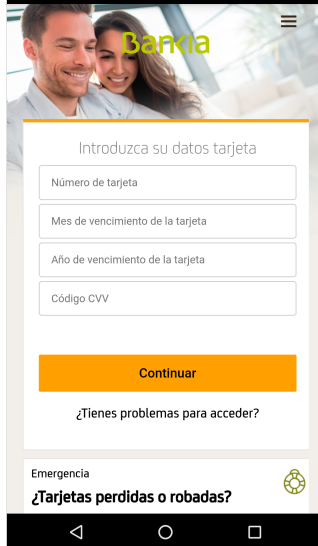 Bankia
Introduzca su datos tarjeta
Número de tarjeta
Mes de vencimiento de la tarjeta
Año de vencimiento de la tarjeta
Código CVV
Continuar
¿Tienes problemas para acceder?
Emergencia
¿Tarjetas perdidas o robadas?